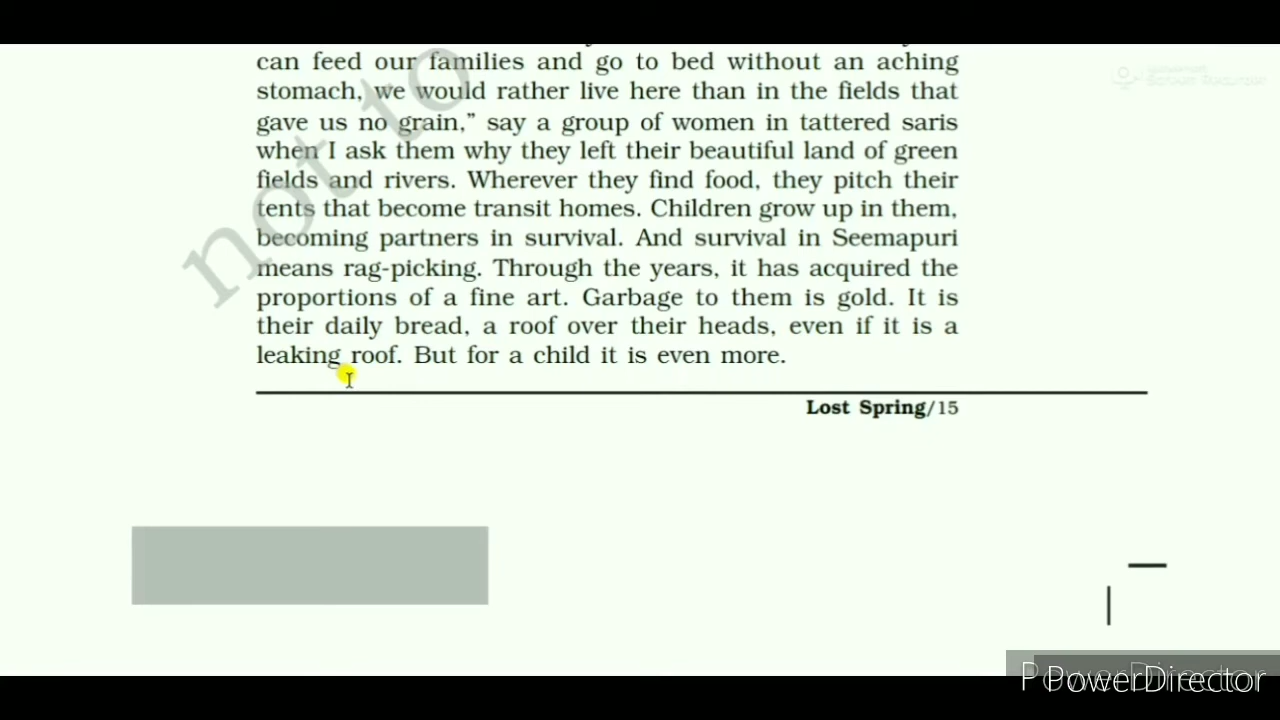 can feed our families and go to bed without an aching
stomach, we would rather live here than in the fields that
gave us no grain,” say a group of women in tattered saris
when I ask them why they left their beautiful land of green
fields and rivers. Wherever they find food, they pitch their
tents that become transit homes. Children grow up in them,
becoming partners in survival. And survival in Seemapuri
means rag-picking. Through the years, it has acquired the
proportions of a fine art. Garbage to them is gold. It is
their daily bread, a roof over their heads, even if it is a
leaking roof. But for a child it is even more.
Lost Spring/15
not to
PowerDirector